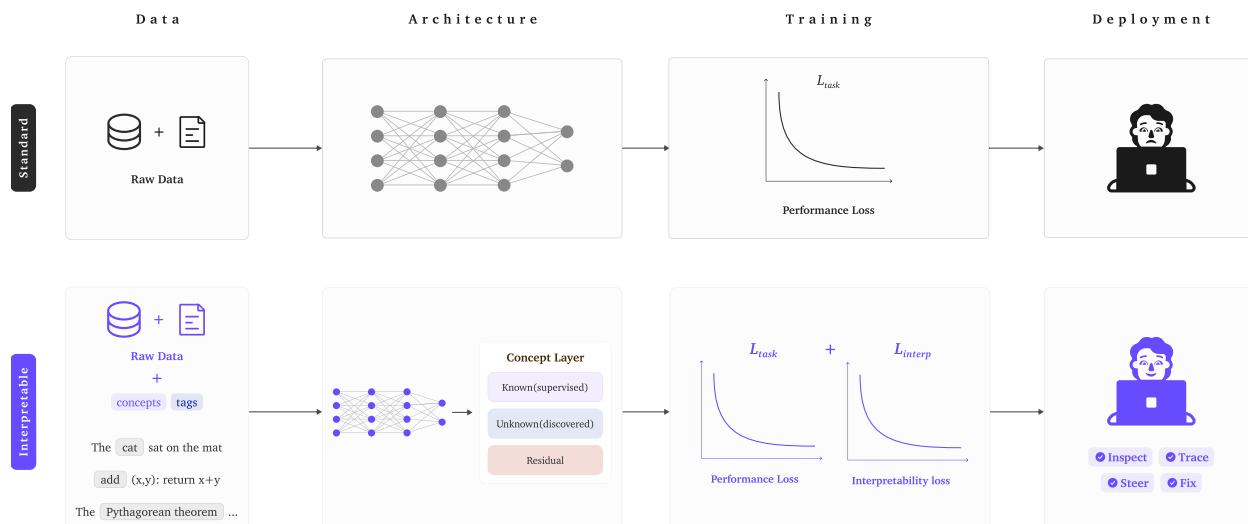 Data
Architecture
Training
Deployment
Standard
+
Raw Data
L_task
Performance Loss
Interpretable
+
Raw Data
+
concepts tags
The cat sat on the mat
add (x,y): return x+y
The Pythagorean theorem ...
Concept Layer
Known(supervised)
Unknown(discovered)
Residual
L_task + L_interp
Performance Loss
Interpretability loss
Inspect Trace
Steer Fix